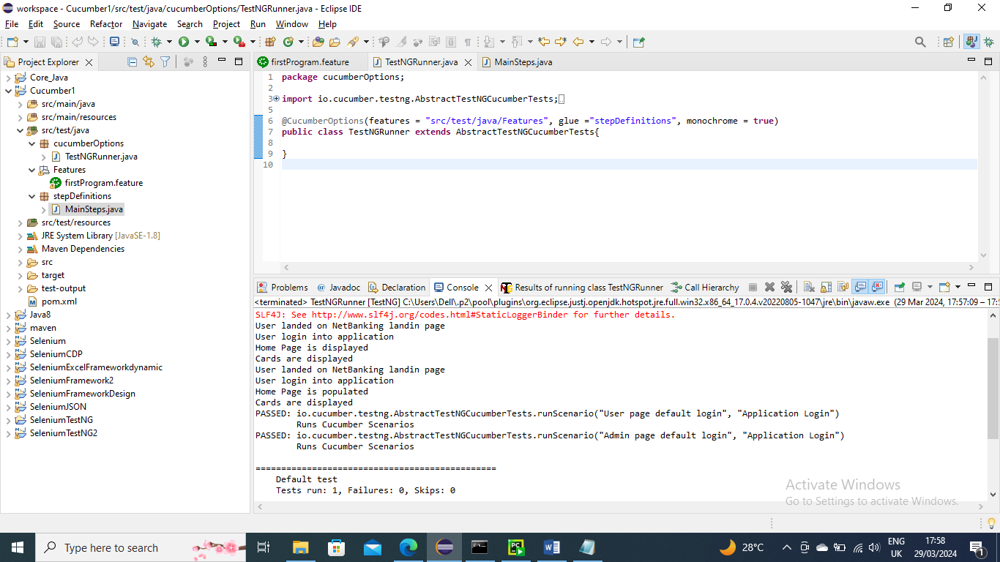 workspace - Cucumber1/src/test/java/cucumberOptions/TestNGRunner.java - Eclipse IDE
File Edit Source Refactor Navigate Search Project Run Window Help
Project Explorer
Core_Java
Cucumber1
src/main/java
src/main/resources
src/test/java
cucumberOptions
TestNGRunner.java
Features
firstProgram.feature
stepDefinitions
MainSteps.java
src/test/resources
JRE System Library [JavaSE-1.8]
Maven Dependencies
src
target
test-output
pom.xml
Java8
maven
Selenium
SeleniumCDP
SeleniumExcelFrameworkdynamic
SeleniumFramework2
SeleniumFrameworkDesign
SeleniumJSON
SeleniumTestNG
SeleniumTestNG2
firstProgram.feature TestNGRunner.java MainSteps.java
1 package cucumberOptions;
2
3 import io.cucumber.testng.AbstractTestNGCucumberTests;
5
6 @CucumberOptions(features = "src/test/java/Features", glue ="stepDefinitions", monochrome = true)
7 public class TestNGRunner extends AbstractTestNGCucumberTests{
8
9 }
10
Problems Javadoc Declaration Console Results of running class TestNGRunner Call Hierarchy
<terminated> TestNGRunner [TestNG] C:\Users\Dell\.p2\pool\plugins\org.eclipse.justj.openjdk.hotspot.jre.full.win32.x86_64_17.0.4.v20220805-1047\jre\bin\javaw.exe (29 Mar 2024, 17:57:09 – 17:
SLF4J: See http://www.slf4j.org/codes.html#StaticLoggerBinder for further details.
User landed on NetBanking landin page
User login into application
Home Page is displayed
Cards are displayed
User landed on NetBanking landin page
User login into application
Home Page is populated
Cards are displayed
PASSED: io.cucumber.testng.AbstractTestNGCucumberTests.runScenario("User page default login", "Application Login")
Runs Cucumber Scenarios
PASSED: io.cucumber.testng.AbstractTestNGCucumberTests.runScenario("Admin page default login", "Application Login")
Runs Cucumber Scenarios
===============================================
Default test
Tests run: 1, Failures: 0, Skips: 0
Activate Windows
Go to Settings to activate Windows.
Type here to search
28°C
ENG
UK
17:58
29/03/2024
1